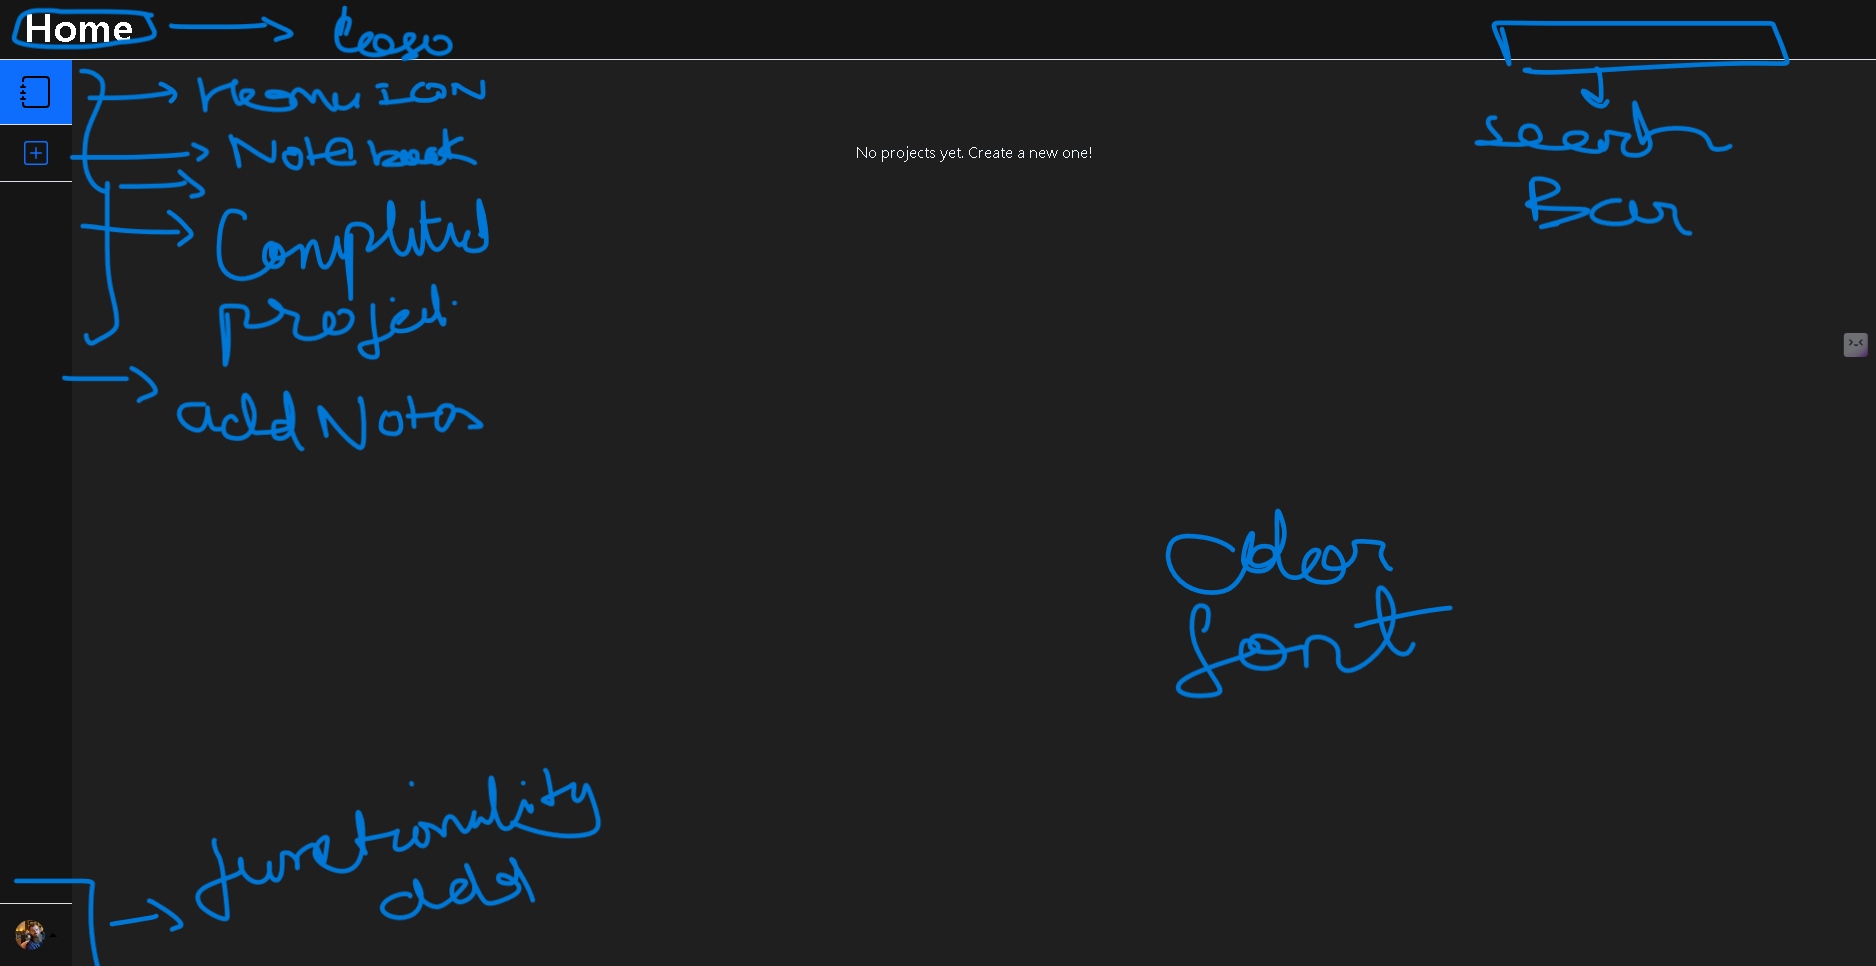 Home
Logo
Menu ICON
Note book
No projects yet. Create a new one!
Search
Bar
Completed
project
add Notes
Color
font
functionality
add